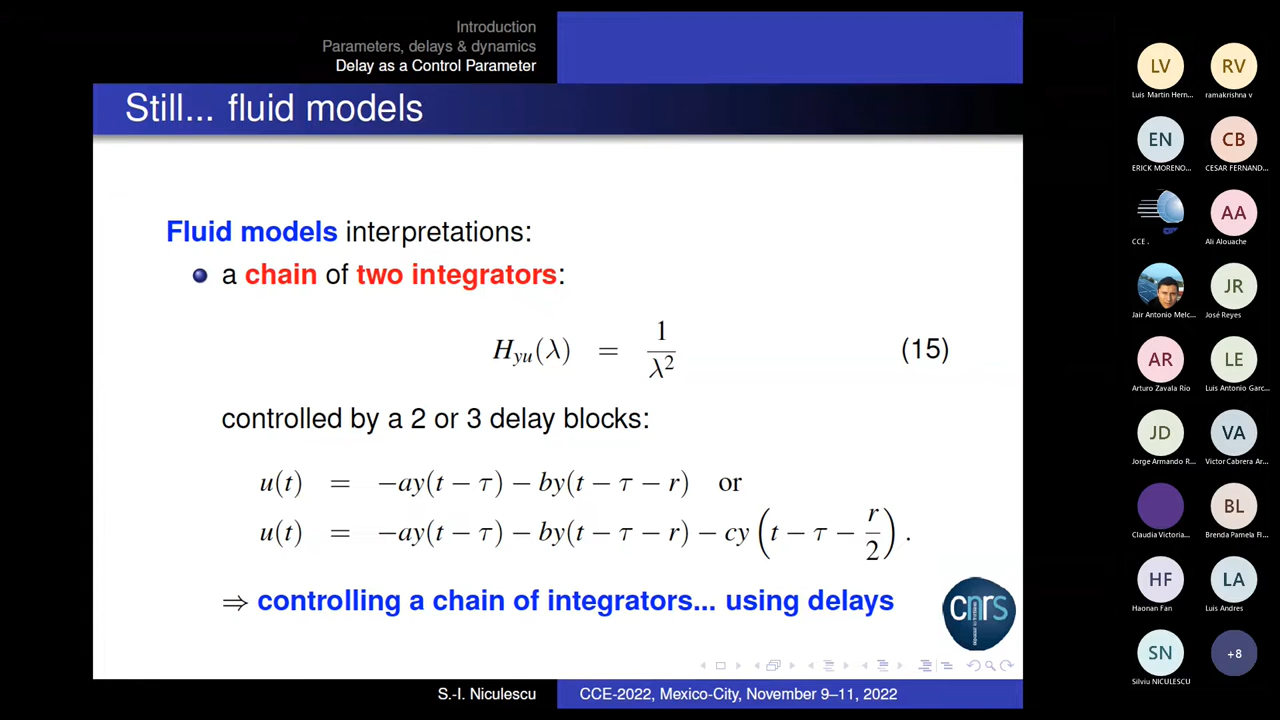 Introduction
Parameters, delays & dynamics
Delay as a Control Parameter
Still... fluid models
Fluid models interpretations:
a chain of two integrators:
H_{yu}(λ) = 1/λ² (15)
controlled by a 2 or 3 delay blocks:
u(t) = −ay(t − τ) − by(t − τ − r) or
u(t) = −ay(t − τ) − by(t − τ − r) − cy(t − τ − r/2).
⇒ controlling a chain of integrators... using delays
cnrs
S.-I. Niculescu
CCE-2022, Mexico-City, November 9–11, 2022
LV
RV
Luis Martin Hern...
ramakrishna v
EN
CB
ERICK MORENO...
CESAR FERNAND...
AA
CCE .
Ali Alouache
JR
Jair Antonio Melc...
José Reyes
AR
LE
Arturo Zavala Río
Luis Antonio Garc...
JD
VA
Jorge Armando R...
Victor Cabrera Ar...
BL
Claudia Victoria...
Brenda Pamela Fl...
HF
LA
Haonan Fan
Luis Andres
SN
+8
Silviu NICULESCU